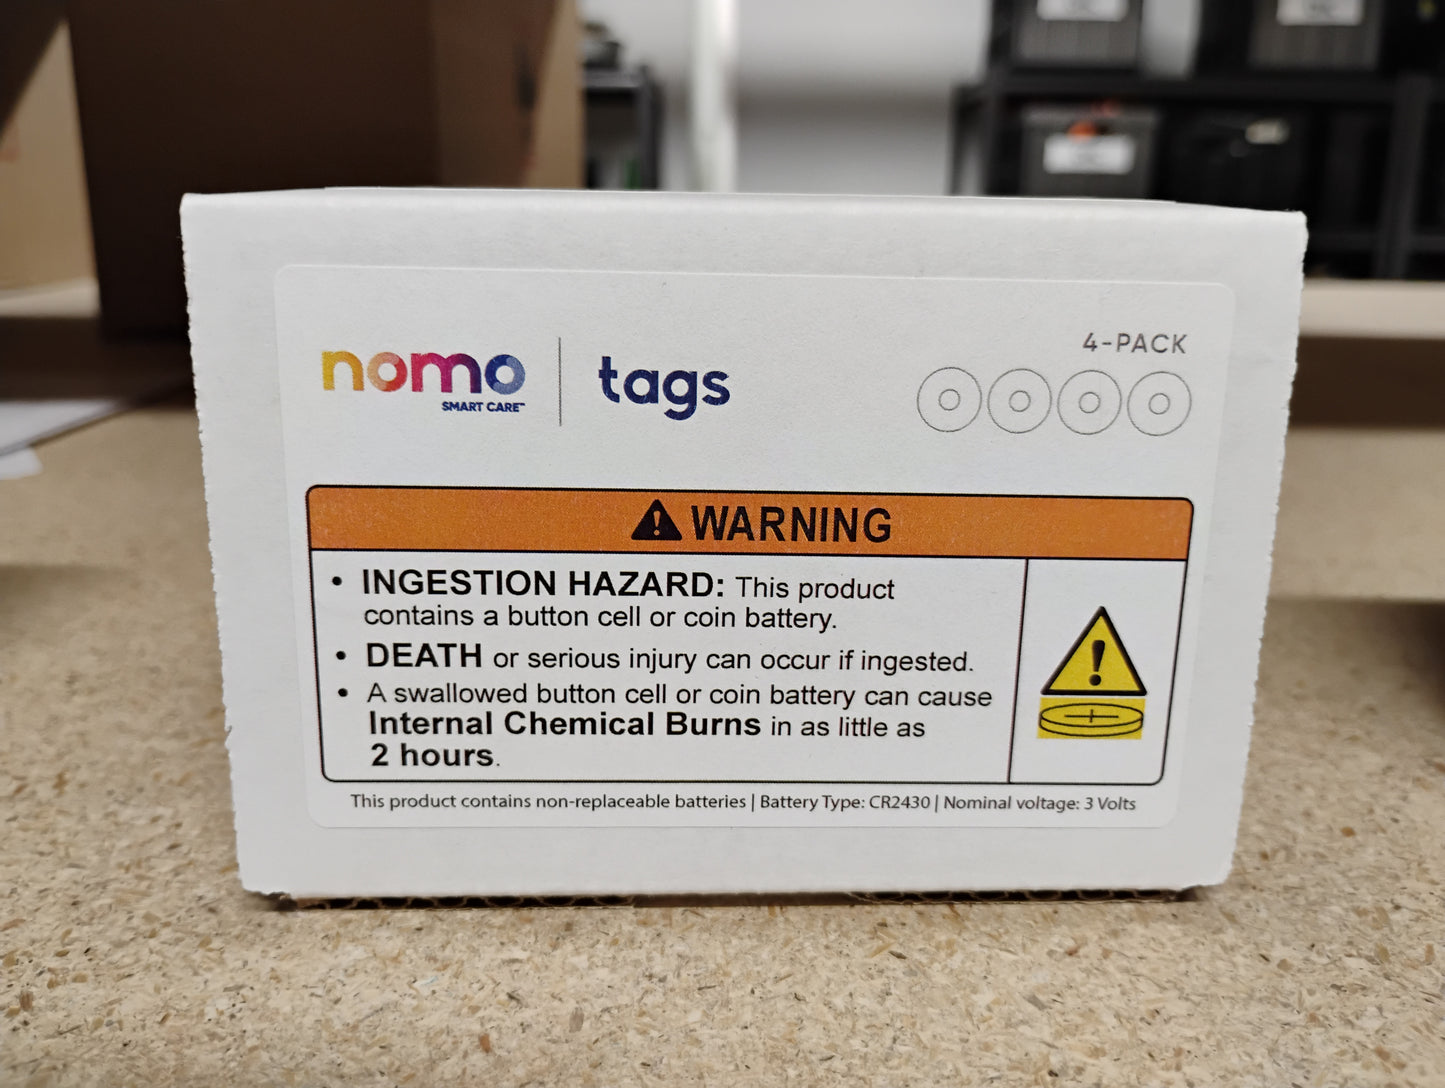 nomo
SMART CARE™
tags
4-PACK
WARNING
• INGESTION HAZARD: This product
contains a button cell or coin battery.
• DEATH or serious injury can occur if ingested.
• A swallowed button cell or coin battery can cause
Internal Chemical Burns in as little as
2 hours.
This product contains non-replaceable batteries | Battery Type: CR2430 | Nominal voltage: 3 Volts